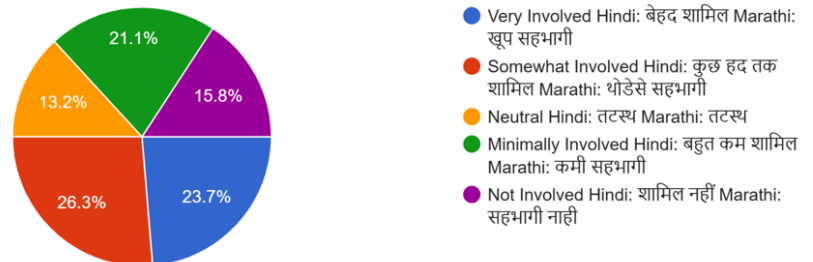 21.1%
15.8%
13.2%
26.3%
23.7%
Very Involved Hindi: बेहद शामिल Marathi:
खूप सहभागी
Somewhat Involved Hindi: कुछ हद तक
शामिल Marathi: थोडेसे सहभागी
Neutral Hindi: तटस्थ Marathi: तटस्थ
Minimally Involved Hindi: बहुत कम शामिल
Marathi: कमी सहभागी
Not Involved Hindi: शामिल नहीं Marathi:
सहभागी नाही